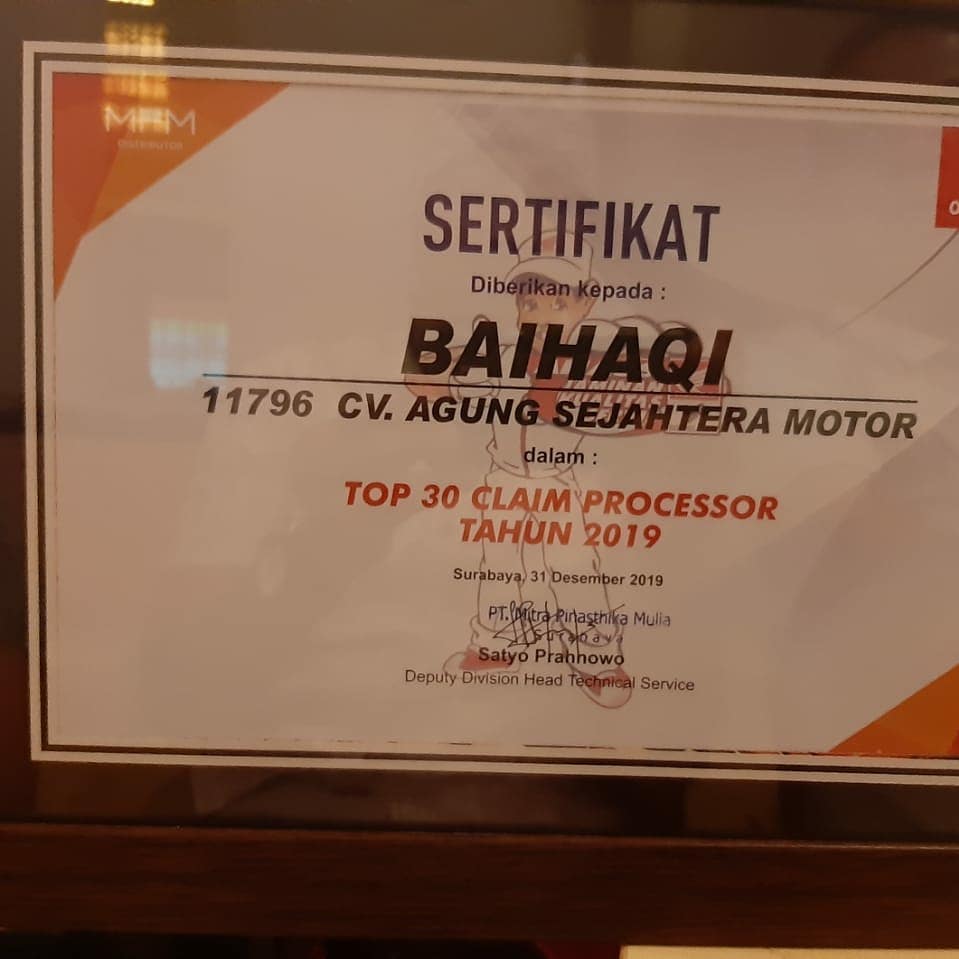 MPM
DISTRIBUTOR
SERTIFIKAT
Diberikan kepada :
BAIHAQI
11796 CV. AGUNG SEJAHTERA MOTOR
dalam :
TOP 30 CLAIM PROCESSOR
TAHUN 2019
Surabaya, 31 Desember 2019
PT. Mitra Pinasthika Mulia
Surabaya
Satyo Prahnowo
Deputy Division Head Technical Service